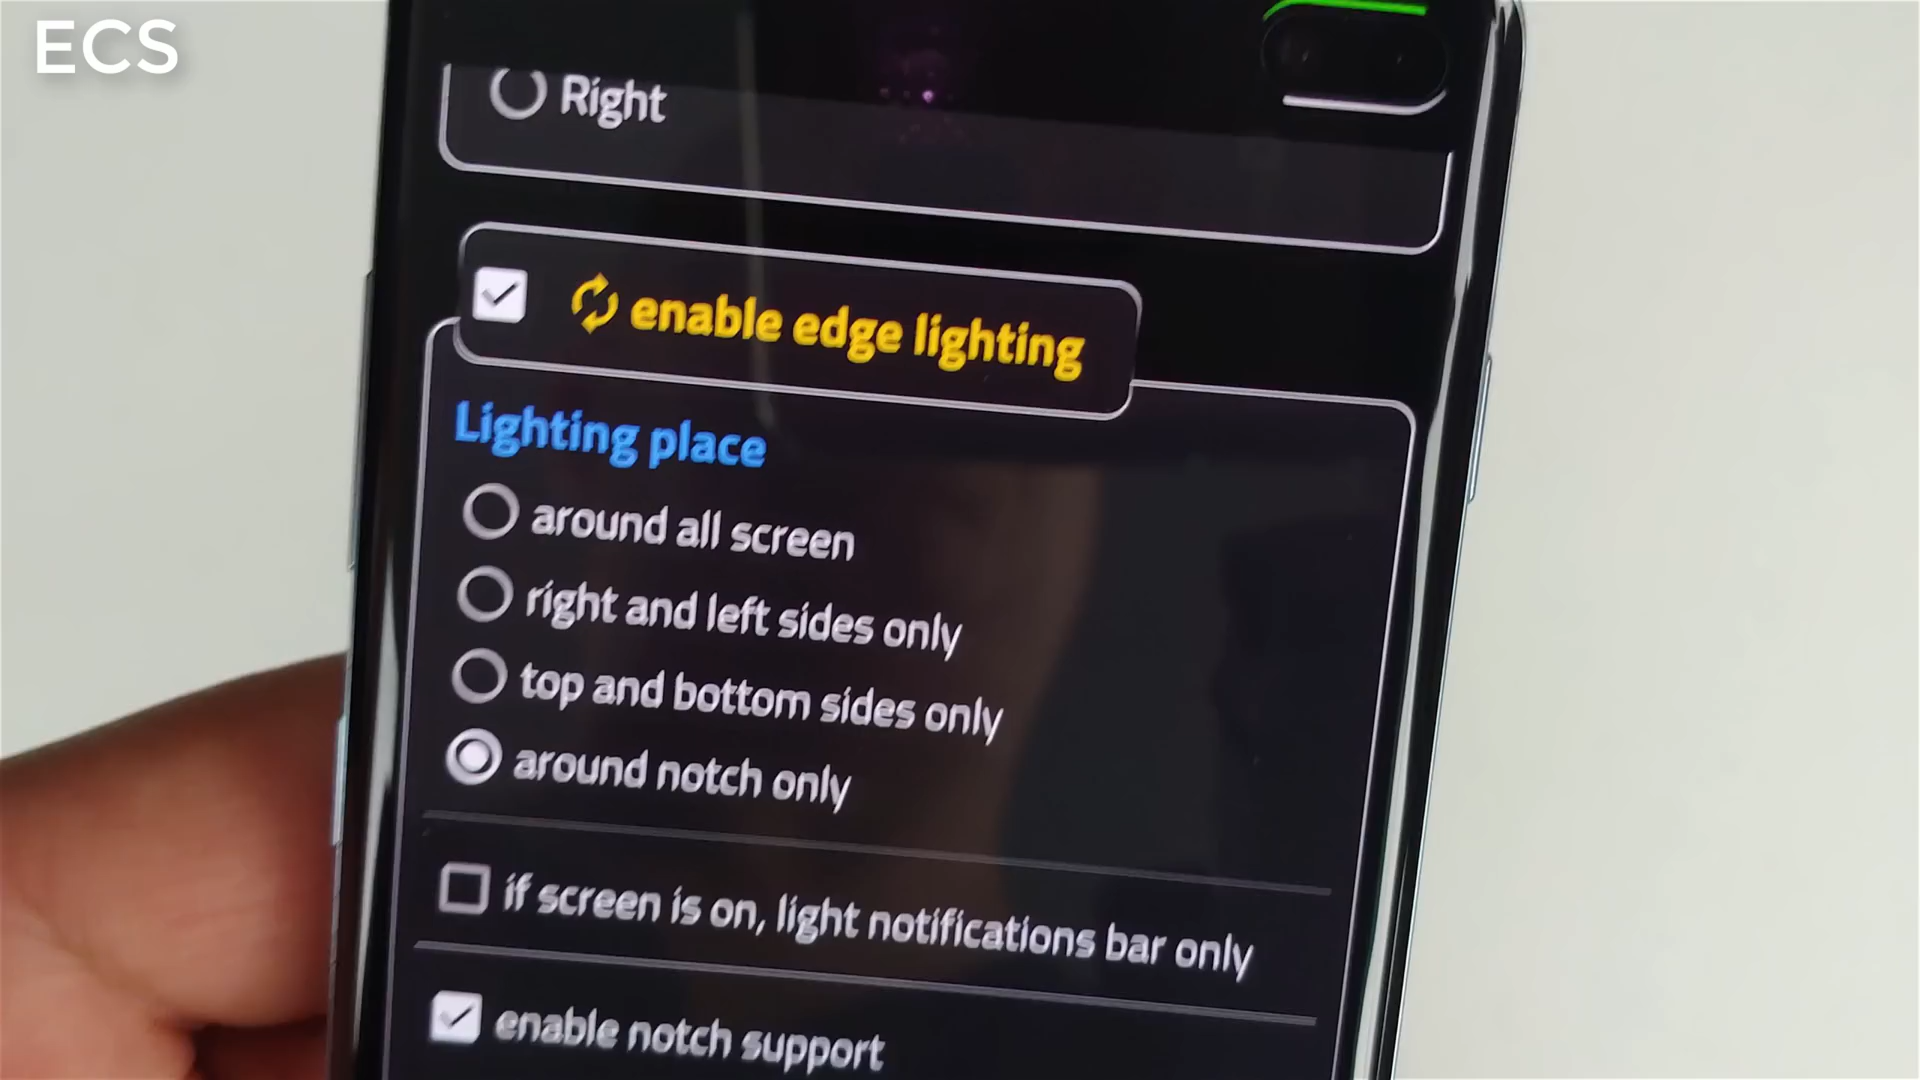 ECS
Right
enable edge lighting
Lighting place
around all screen
right and left sides only
top and bottom sides only
around notch only
if screen is on, light notifications bar only
enable notch support